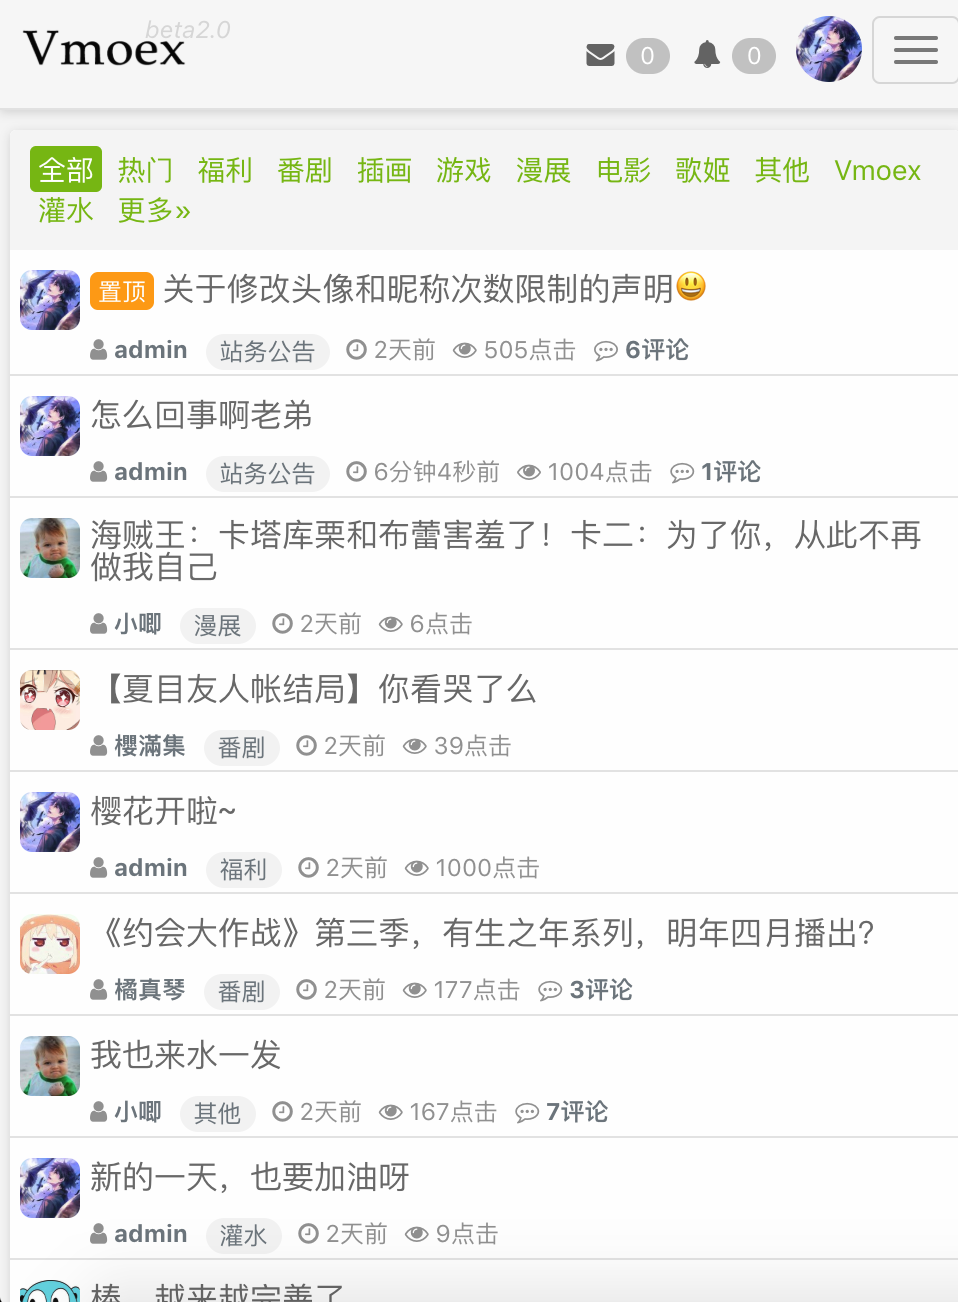 beta2.0
Vmoex
0 0
全部 热门 福利 番剧 插画 游戏 漫展 电影 歌姬 其他 Vmoex
灌水 更多»
置顶 关于修改头像和昵称次数限制的声明😃
admin 站务公告 2天前 505点击 6评论
怎么回事啊老弟
admin 站务公告 6分钟4秒前 1004点击 1评论
海贼王：卡塔库栗和布蕾害羞了！卡二：为了你，从此不再
做我自己
小唧 漫展 2天前 6点击
【夏目友人帐结局】你看哭了么
櫻滿集 番剧 2天前 39点击
樱花开啦~
admin 福利 2天前 1000点击
《约会大作战》第三季，有生之年系列，明年四月播出？
橘真琴 番剧 2天前 177点击 3评论
我也来水一发
小唧 其他 2天前 167点击 7评论
新的一天，也要加油呀
admin 灌水 2天前 9点击
棒，越来越完善了